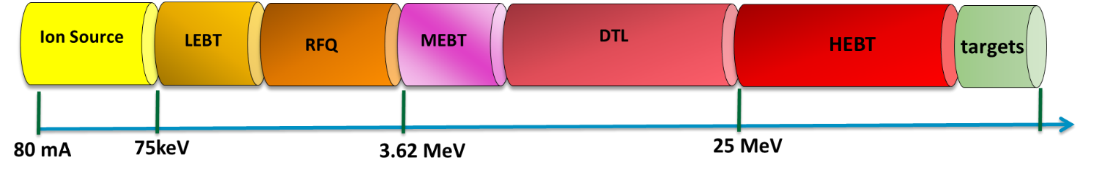 Ion Source
LEBT
RFQ
MEBT
DTL
HEBT
targets
80 mA
75keV
3.62 MeV
25 MeV